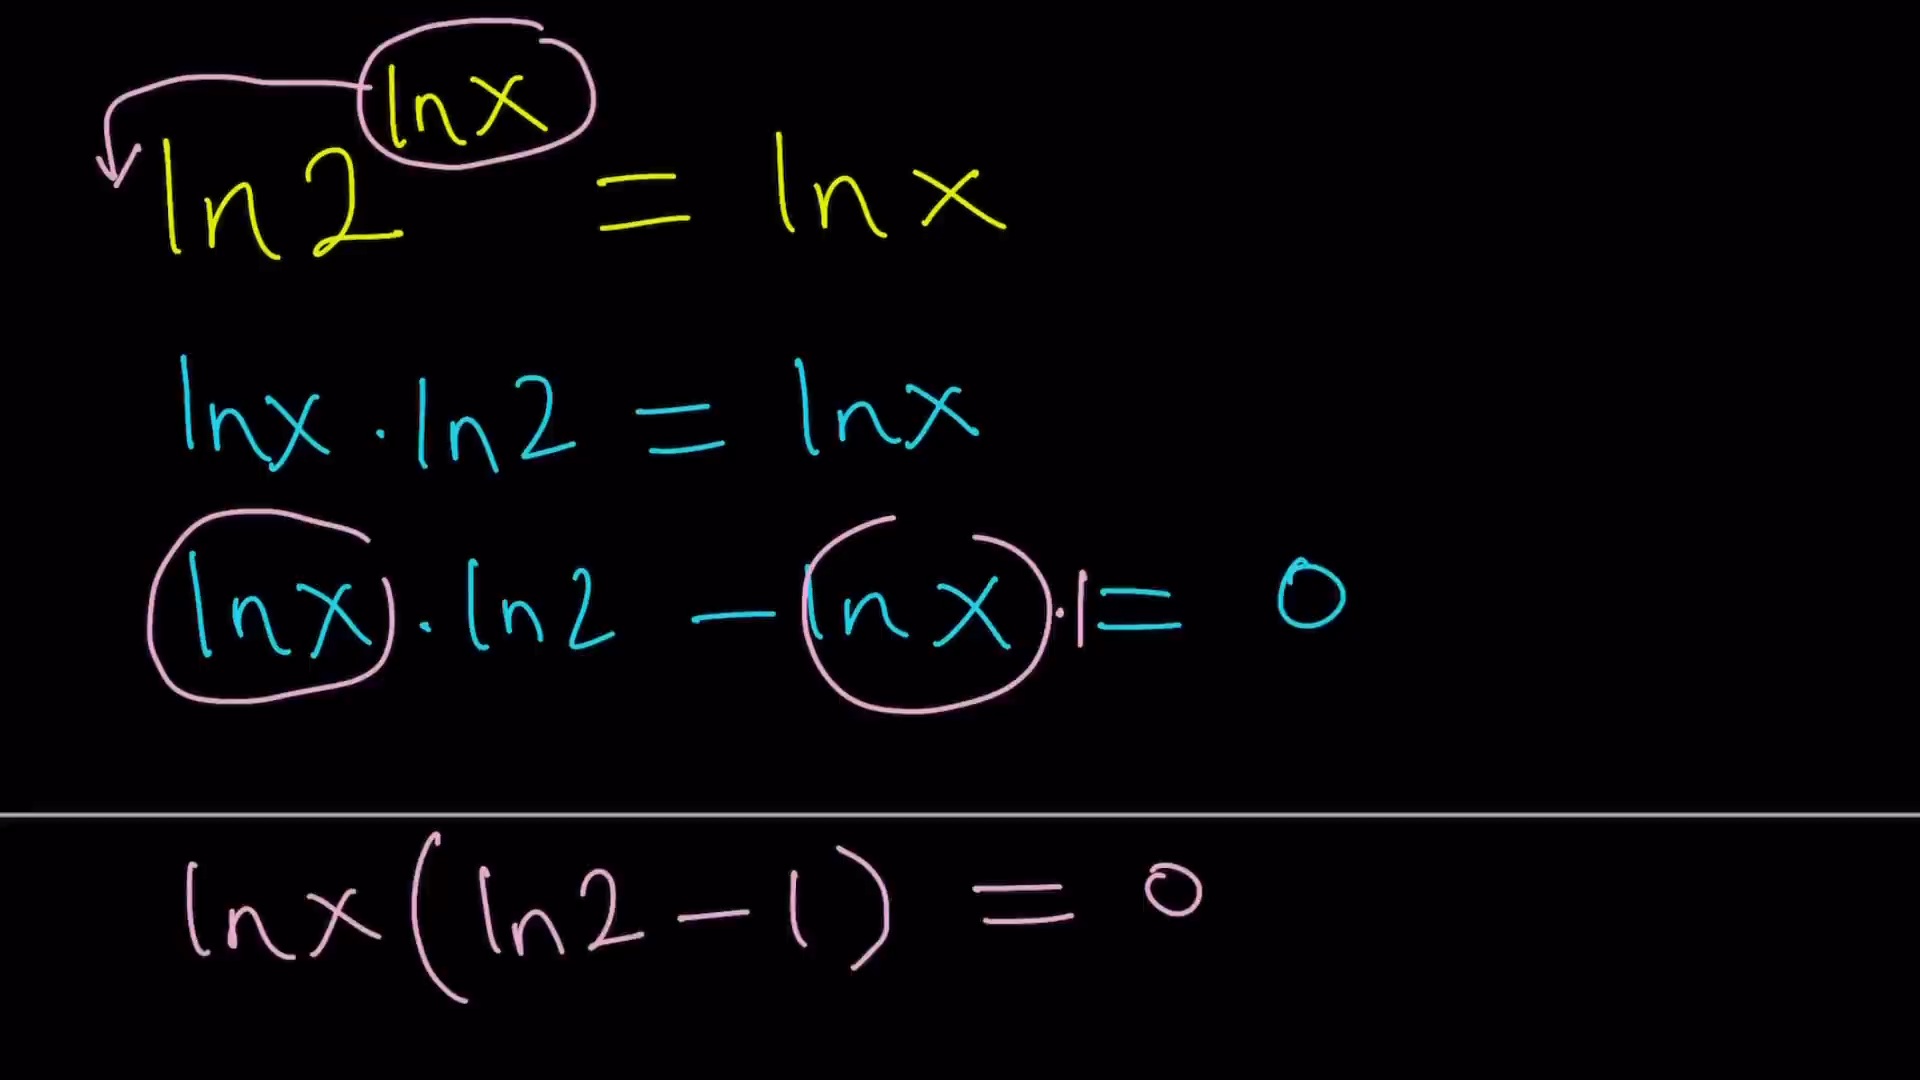 ln2^lnx = lnx
lnx · ln2 = lnx
lnx · ln2 − lnx · 1 = 0
lnx (ln2 − 1) = 0